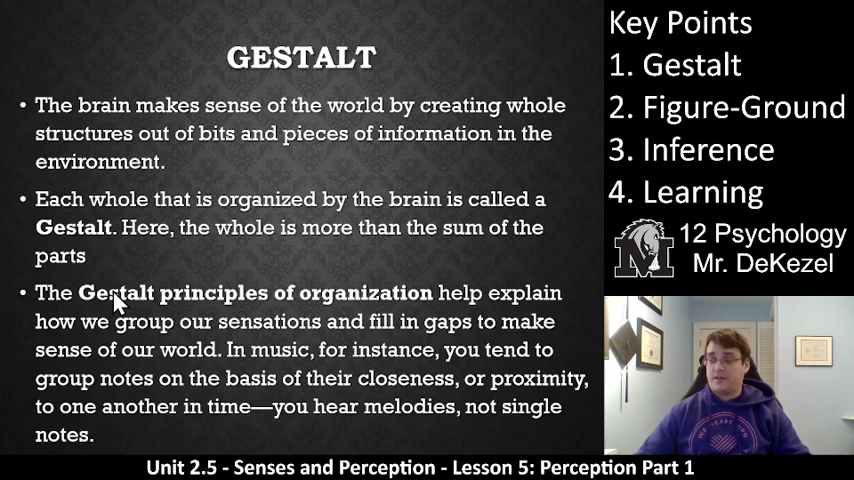 GESTALT
• The brain makes sense of the world by creating whole
structures out of bits and pieces of information in the
environment.
• Each whole that is organized by the brain is called a
Gestalt. Here, the whole is more than the sum of the
parts
• The Gestalt principles of organization help explain
how we group our sensations and fill in gaps to make
sense of our world. In music, for instance, you tend to
group notes on the basis of their closeness, or proximity,
to one another in time—you hear melodies, not single
notes.
Key Points
1. Gestalt
2. Figure-Ground
3. Inference
4. Learning
M
12 Psychology
Mr. DeKezel
Unit 2.5 - Senses and Perception - Lesson 5: Perception Part 1